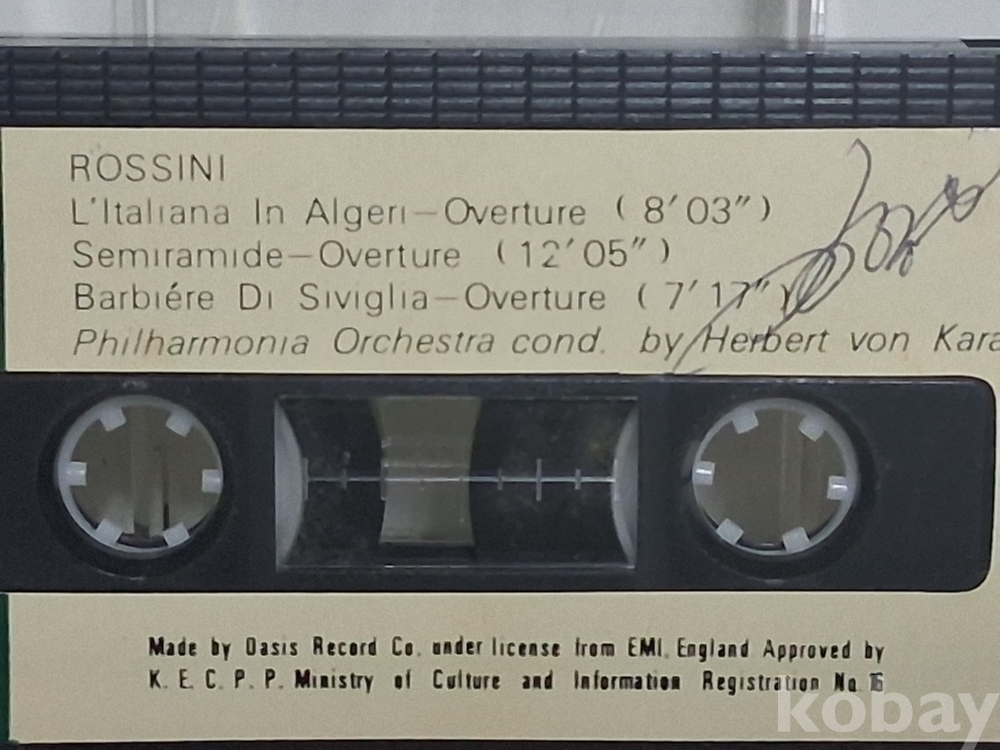 ROSSINI
L'Italiana In Algeri—Overture (8′03″)
Semiramide—Overture (12′05″)
Barbiére Di Siviglia—Overture (7′17″)
Philharmonia Orchestra cond. by Herbert von Kara
Made by Oasis Record Co. under license from EMI. England Approved by
K. E. C. P. P. Ministry of Culture and Information Registration No 16
kobay